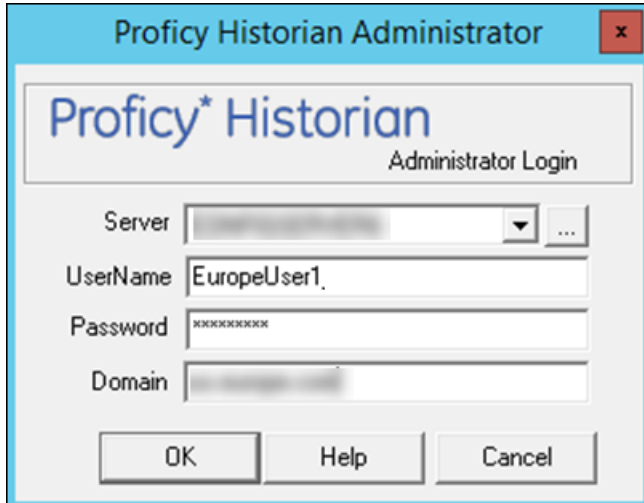 Proficy Historian Administrator
x
Proficy* Historian
Administrator Login
Server
...
UserName EuropeUser1.
Password *********
Domain
OK Help Cancel